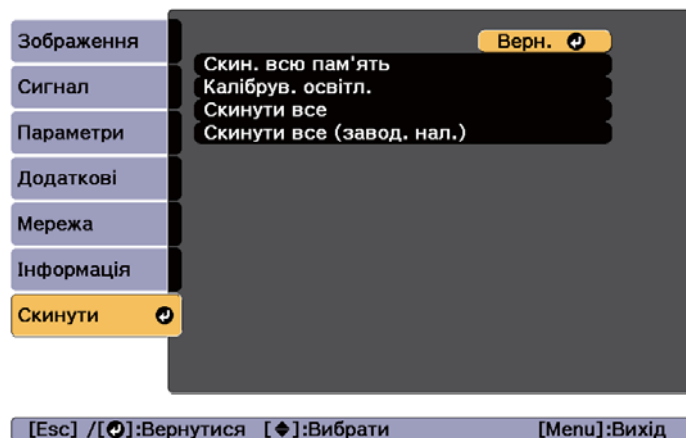 Зображення
Сигнал
Параметри
Додаткові
Мережа
Інформація
Скинути
Верн.
Скин. всю пам'ять
Калібрув. освітл.
Скинути все
Скинути все (завод. нал.)
[Esc] /[]:Вернутися [◆]:Вибрати [Menu]:Вихід